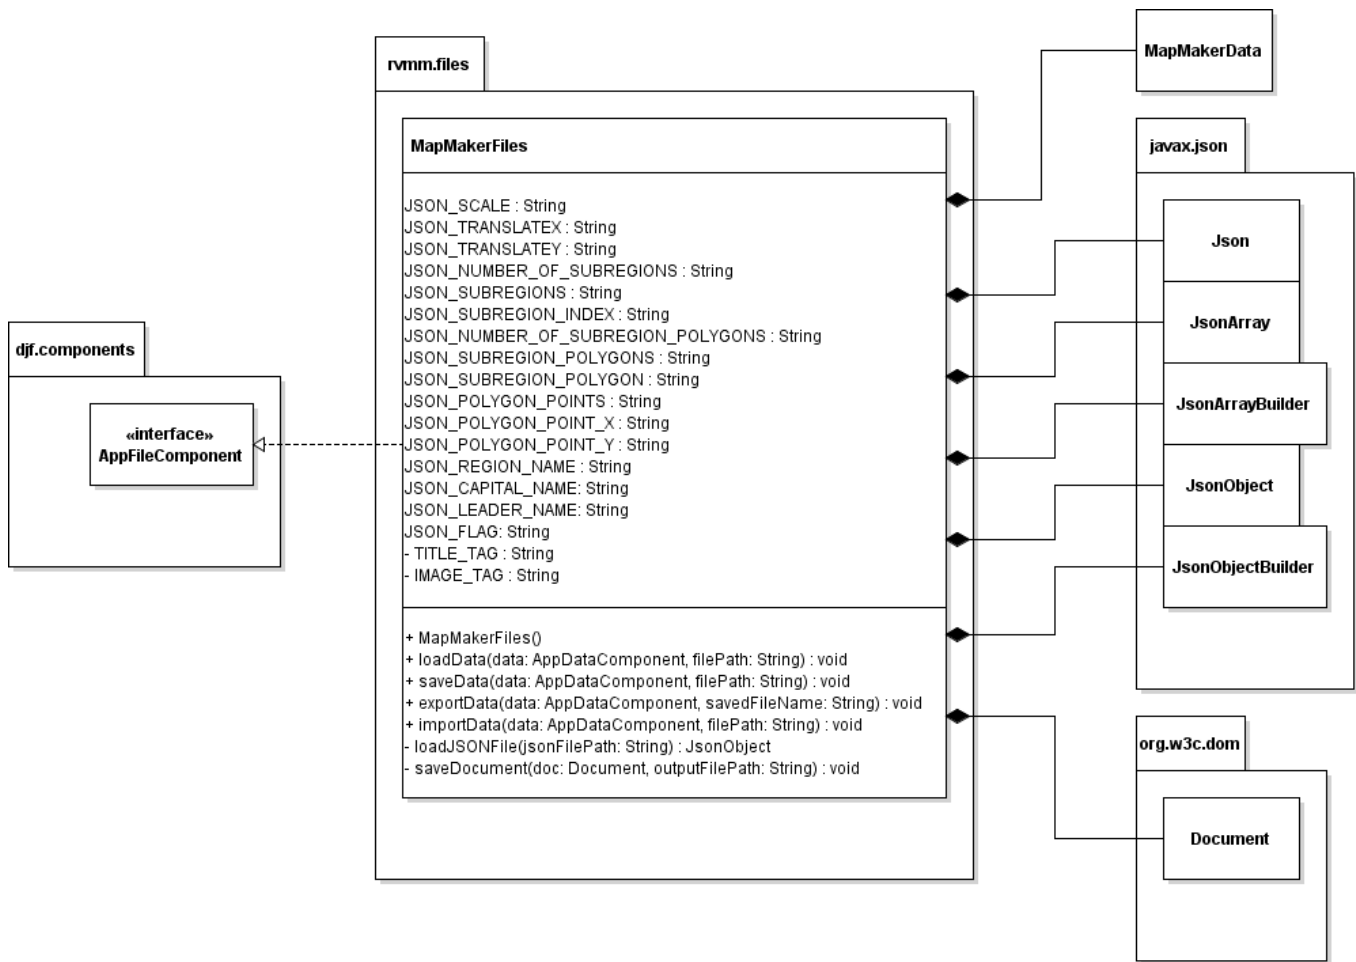 MapMakerData
rvmm.files
MapMakerFiles
JSON_SCALE : String
JSON_TRANSLATEX : String
JSON_TRANSLATEY : String
JSON_NUMBER_OF_SUBREGIONS : String
JSON_SUBREGIONS : String
JSON_SUBREGION_INDEX : String
JSON_NUMBER_OF_SUBREGION_POLYGONS : String
JSON_SUBREGION_POLYGONS : String
JSON_SUBREGION_POLYGON : String
JSON_POLYGON_POINTS : String
JSON_POLYGON_POINT_X : String
JSON_POLYGON_POINT_Y : String
JSON_REGION_NAME : String
JSON_CAPITAL_NAME: String
JSON_LEADER_NAME: String
JSON_FLAG: String
- TITLE_TAG : String
- IMAGE_TAG : String
+ MapMakerFiles()
+ loadData(data: AppDataComponent, filePath: String) : void
+ saveData(data: AppDataComponent, filePath: String) : void
+ exportData(data: AppDataComponent, savedFileName: String) : void
+ importData(data: AppDataComponent, filePath: String) : void
- loadJSONFile(jsonFilePath: String) : JsonObject
- saveDocument(doc: Document, outputFilePath: String) : void
djf.components
«interface»
AppFileComponent
javax.json
Json
JsonArray
JsonArrayBuilder
JsonObject
JsonObjectBuilder
org.w3c.dom
Document